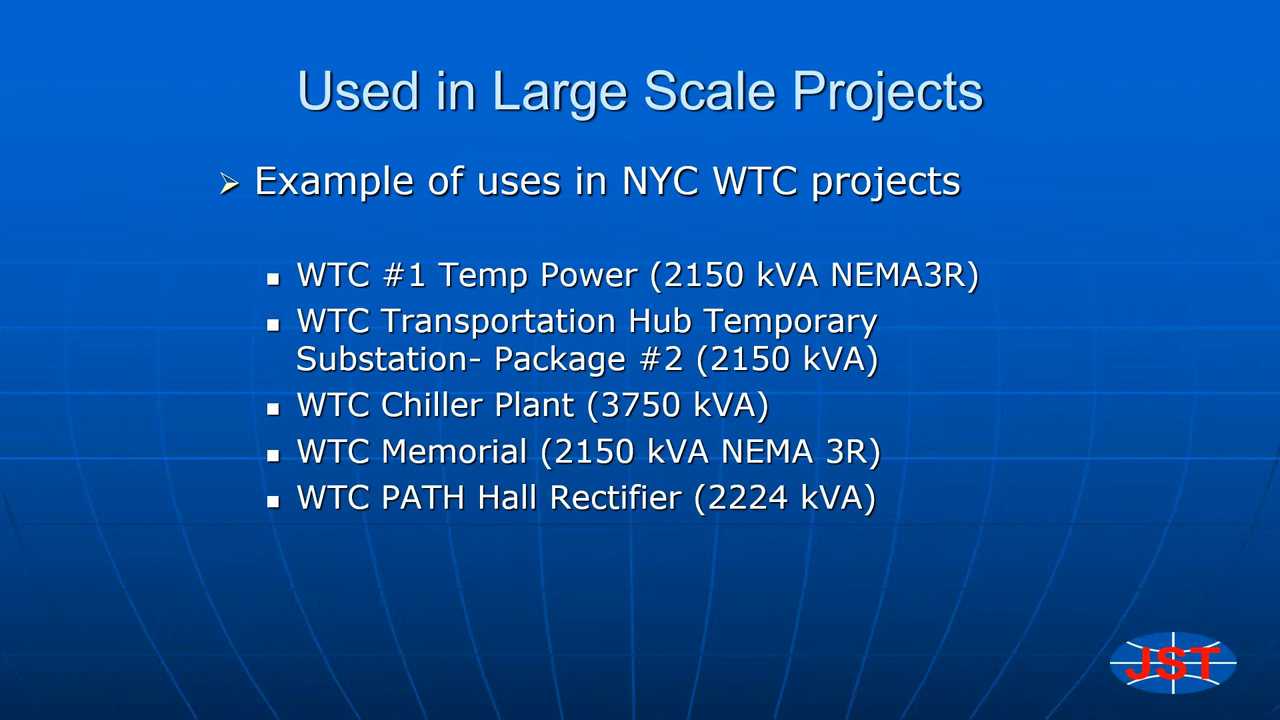 Used in Large Scale Projects
Example of uses in NYC WTC projects
WTC #1 Temp Power (2150 kVA NEMA3R)
WTC Transportation Hub Temporary
Substation- Package #2 (2150 kVA)
WTC Chiller Plant (3750 kVA)
WTC Memorial (2150 kVA NEMA 3R)
WTC PATH Hall Rectifier (2224 kVA)
JST